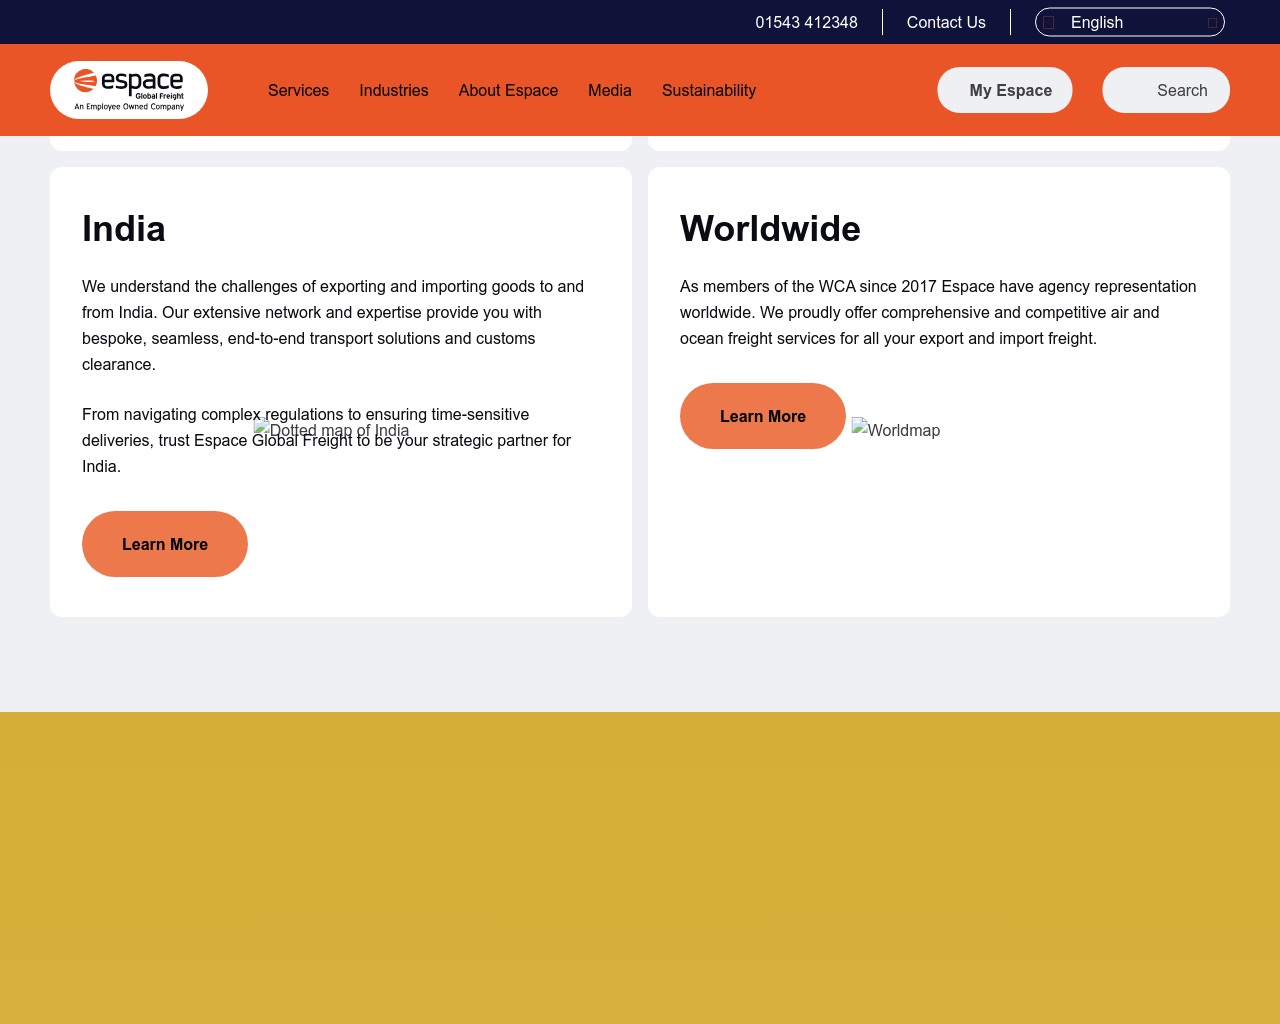 01543 412348
Contact Us
English
espace
Global Freight
An Employee Owned Company
Services
Industries
About Espace
Media
Sustainability
My Espace
Search
India
We understand the challenges of exporting and importing goods to and
from India. Our extensive network and expertise provide you with
bespoke, seamless, end-to-end transport solutions and customs
clearance.
From navigating complex regulations to ensuring time-sensitive
Dotted map of India
deliveries, trust Espace Global Freight to be your strategic partner for
India.
Learn More
Worldwide
As members of the WCA since 2017 Espace have agency representation
worldwide. We proudly offer comprehensive and competitive air and
ocean freight services for all your export and import freight.
Learn More
Worldmap